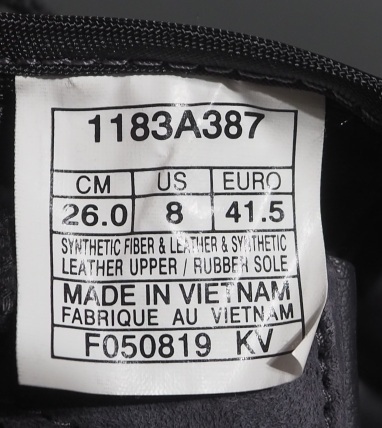 1183A387
CM US EURO
26.0 8 41.5
SYNTHETIC FIBER & LEATHER & SYNTHETIC
LEATHER UPPER / RUBBER SOLE
MADE IN VIETNAM
FABRIQUE AU VIETNAM
F050819 KV